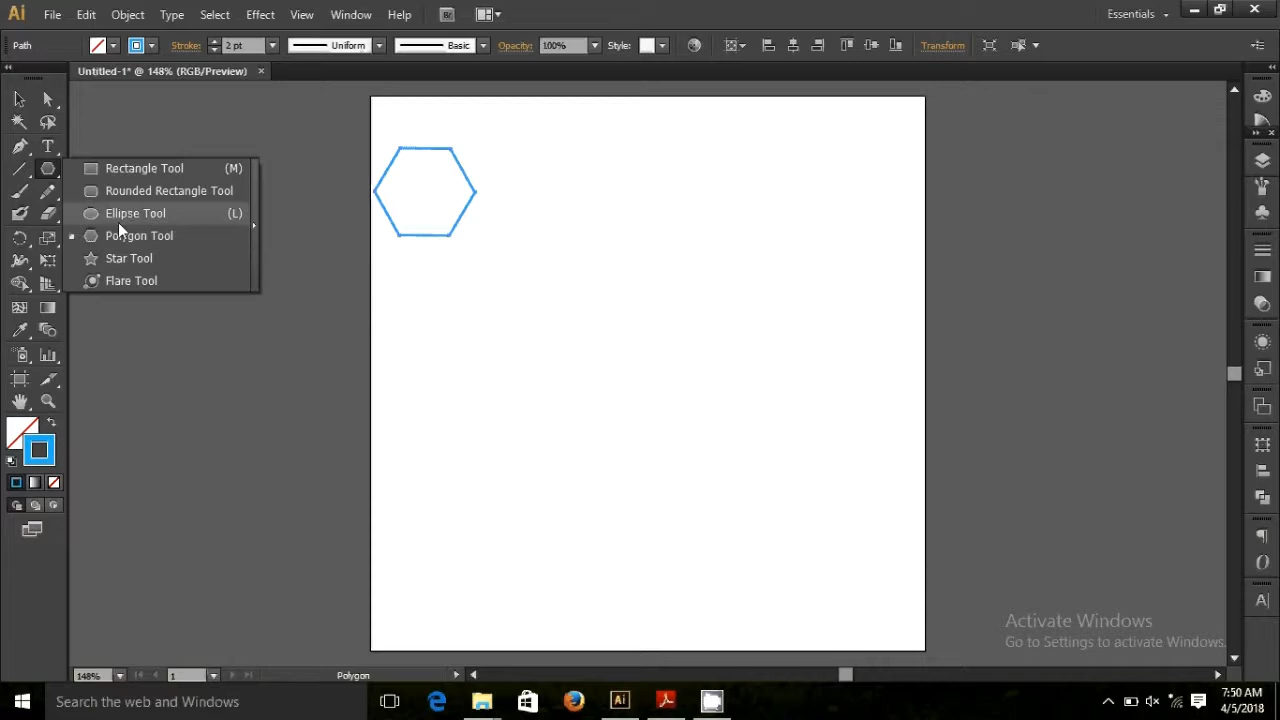 Ai File Edit Object Type Select Effect View Window Help Br Essentials
Path Stroke: 2 pt Uniform Basic Opacity: 100% Style: Transform
Untitled-1* @ 148% (RGB/Preview) ×
T
Rectangle Tool (M)
Rounded Rectangle Tool
Ellipse Tool (L)
Polygon Tool
Star Tool
Flare Tool
A|
Activate Windows
Go to Settings to activate Windows.
148% 1 Polygon
Search the web and Windows Ai 7:50 AM
4/5/2018